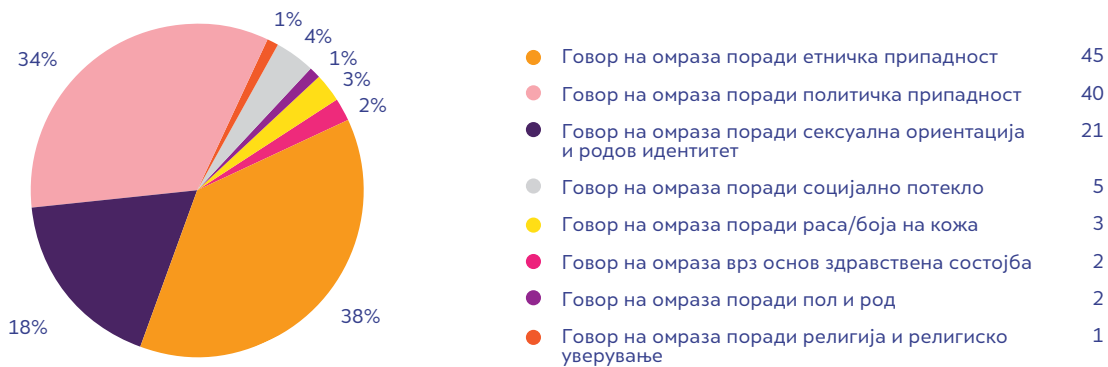 1%
4%
1%
3%
2%
34%
18%
38%
Говор на омраза поради етничка припадност 45
Говор на омраза поради политичка припадност 40
Говор на омраза поради сексуална ориентација 21
и родов идентитет
Говор на омраза поради социјално потекло 5
Говор на омраза поради раса/боја на кожа 3
Говор на омраза врз основ здравствена состојба 2
Говор на омраза поради пол и род 2
Говор на омраза поради религија и религиско 1
уверување